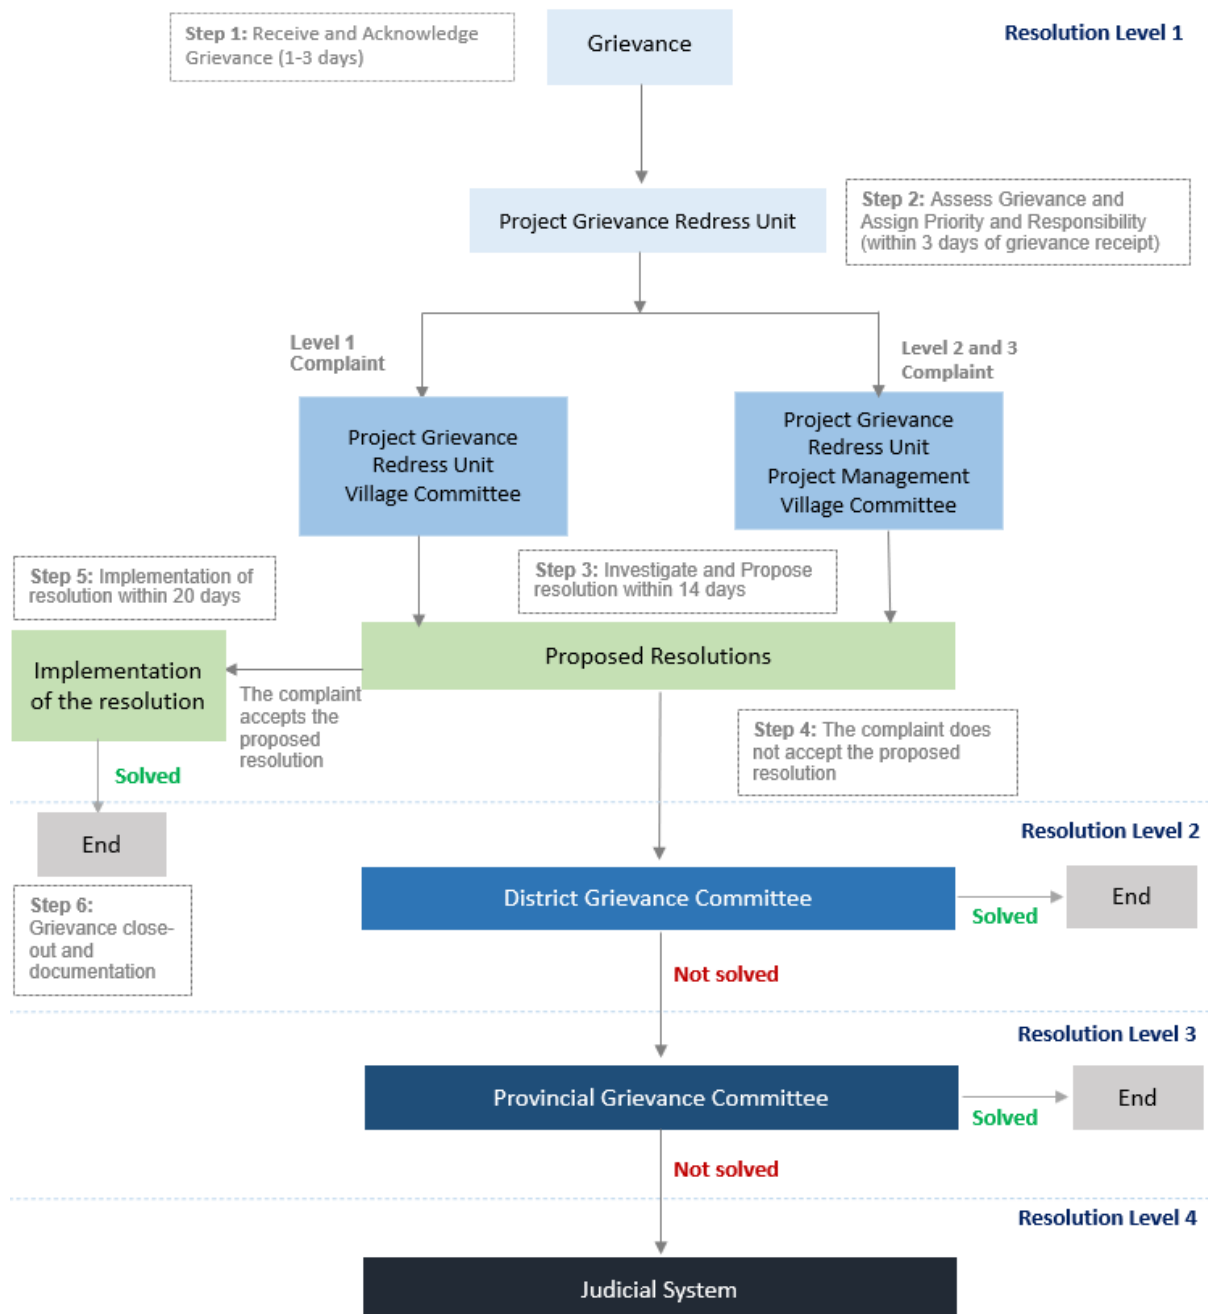 Step 1: Receive and Acknowledge
Grievance (1-3 days)
Grievance
Resolution Level 1
Project Grievance Redress Unit
Step 2: Assess Grievance and
Assign Priority and Responsibility
(within 3 days of grievance receipt)
Level 1
Complaint
Level 2 and 3
Complaint
Project Grievance
Redress Unit
Village Committee
Project Grievance
Redress Unit
Project Management
Village Committee
Step 5: Implementation of
resolution within 20 days
Step 3: Investigate and Propose
resolution within 14 days
Implementation
of the resolution
Proposed Resolutions
The complaint
accepts the
proposed
resolution
Step 4: The complaint does
not accept the proposed
resolution
Solved
Resolution Level 2
End
District Grievance Committee
Solved
End
Step 6:
Grievance close-
out and
documentation
Not solved
Resolution Level 3
Provincial Grievance Committee
Solved
End
Not solved
Resolution Level 4
Judicial System